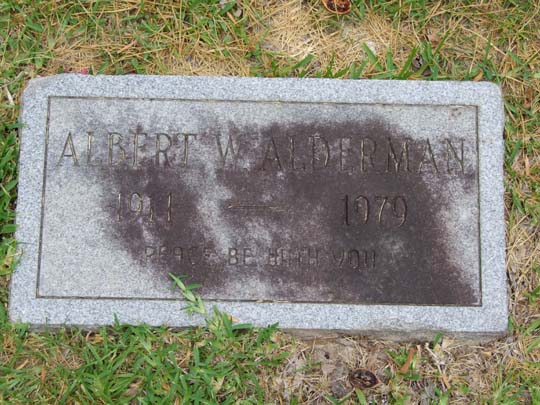 ALBERT W. ALDERMAN
1911 — 1979
PEACE BE WITH YOU